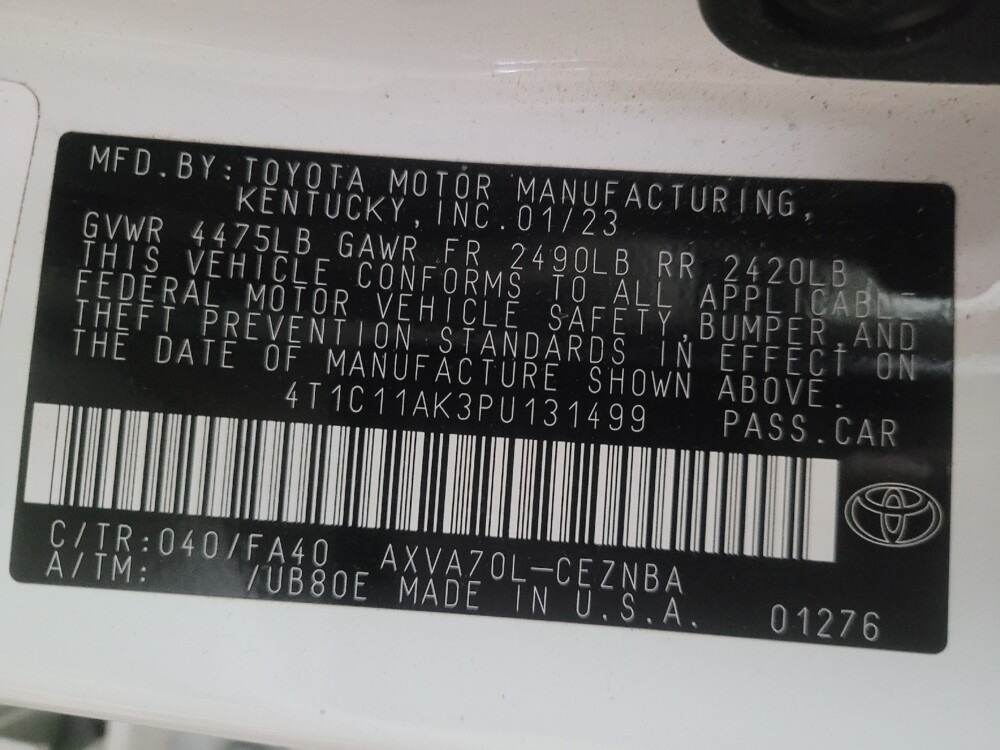 MFD.BY:TOYOTA MOTOR MANUFACTURING,
KENTUCKY,INC.01/23
GVWR 4475LB GAWR FR 2490LB RR 2420LB
THIS VEHICLE CONFORMS TO ALL APPLICABLE
FEDERAL MOTOR VEHICLE SAFETY,BUMPER,AND
THEFT PREVENTION STANDARDS IN EFFECT ON
THE DATE OF MANUFACTURE SHOWN ABOVE.
4T1C11AK3PU131499 PASS.CAR
C/TR:040/FA40 AXVA70L-CEZNBA
A/TM: /UB80E MADE IN U.S.A. 01276